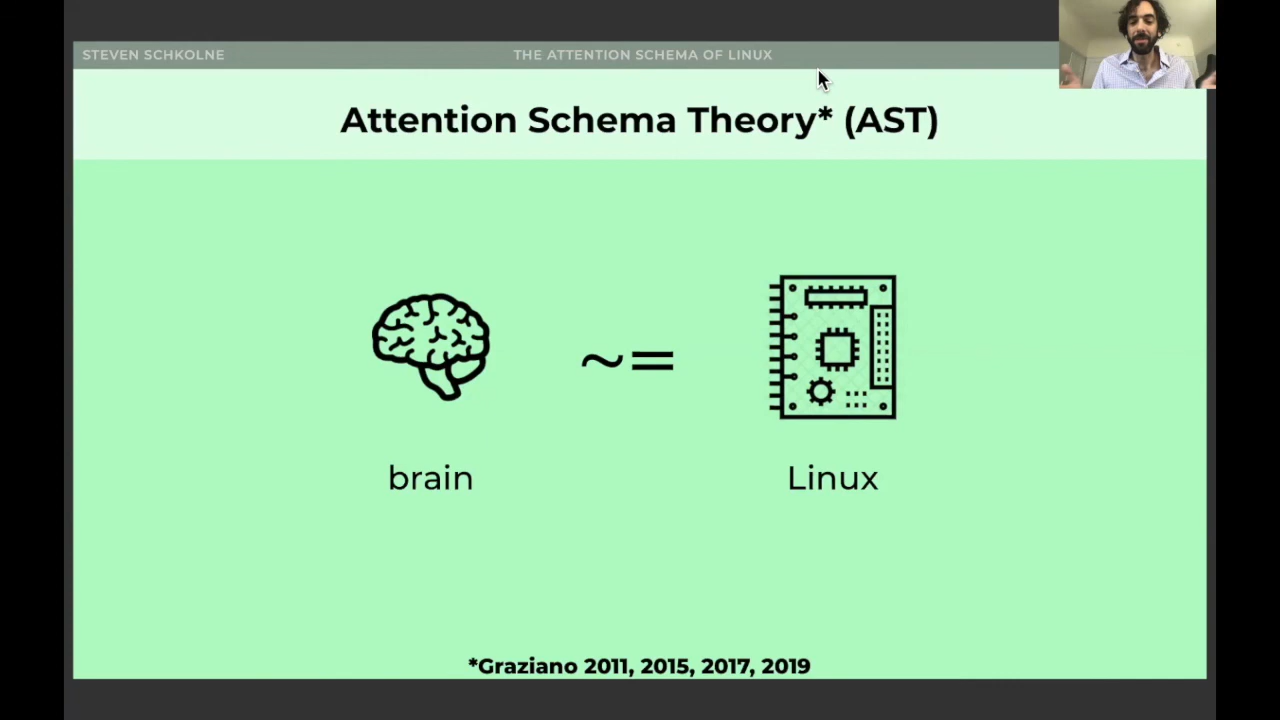 STEVEN SCHKOLNE
THE ATTENTION SCHEMA OF LINUX
Attention Schema Theory* (AST)
~=
brain
Linux
*Graziano 2011, 2015, 2017, 2019